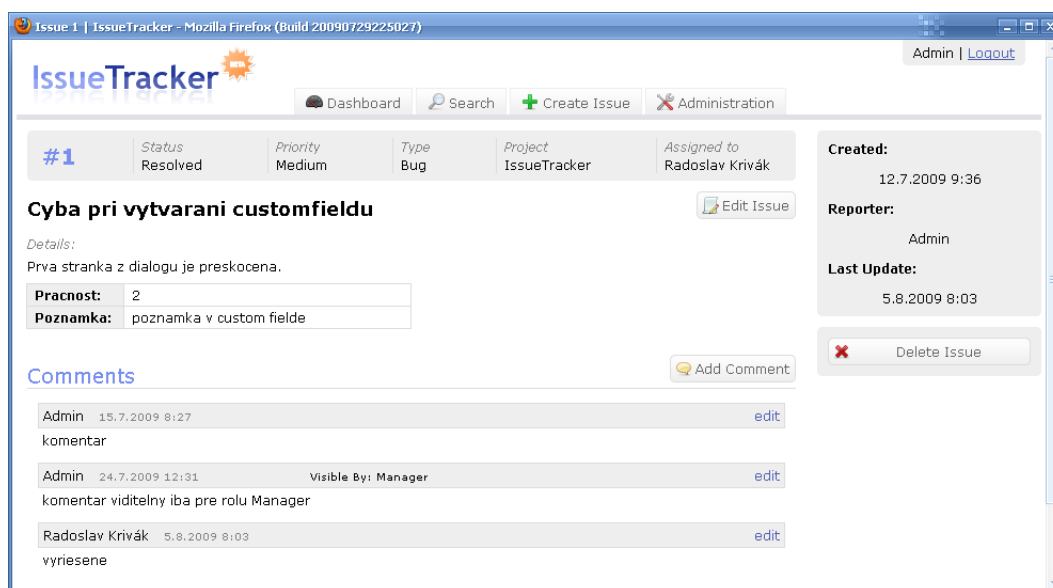 Issue 1 | IssueTracker - Mozilla Firefox (Build 20090729225027)
Admin | Logout
IssueTracker
BETA
Dashboard
Search
Create Issue
Administration
#1
Status
Resolved
Priority
Medium
Type
Bug
Project
IssueTracker
Assigned to
Radoslav Krivák
Cyba pri vytvarani customfieldu
Edit Issue
Details:
Prva stranka z dialogu je preskocena.
Pracnost: 2
Poznamka: poznamka v custom fielde
Comments
Add Comment
Admin 15.7.2009 8:27 edit
komentar
Admin 24.7.2009 12:31 Visible By: Manager edit
komentar viditelny iba pre rolu Manager
Radoslav Krivák 5.8.2009 8:03 edit
vyriesene
Created:
12.7.2009 9:36
Reporter:
Admin
Last Update:
5.8.2009 8:03
Delete Issue